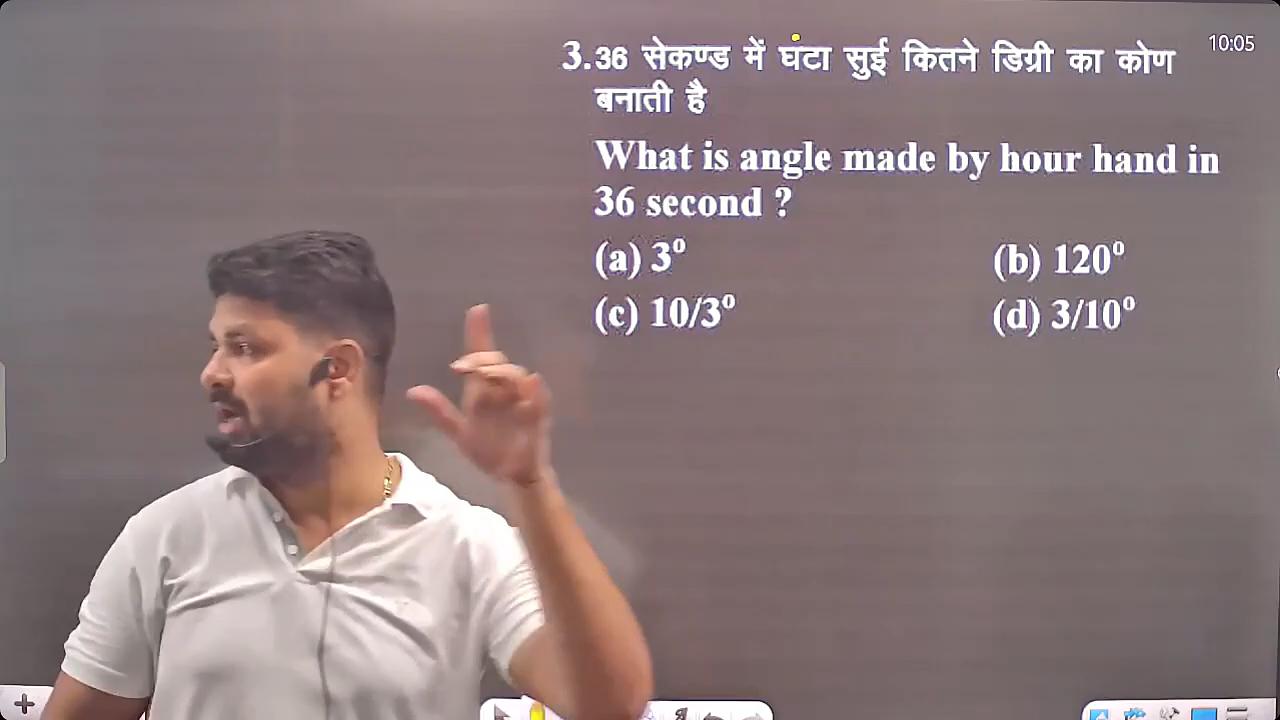 10:05
3. 36 सेकण्ड में घंटा सुई कितने डिग्री का कोण
बनाती है
What is angle made by hour hand in
36 second ?
(a) 3° (b) 120°
(c) 10/3° (d) 3/10°